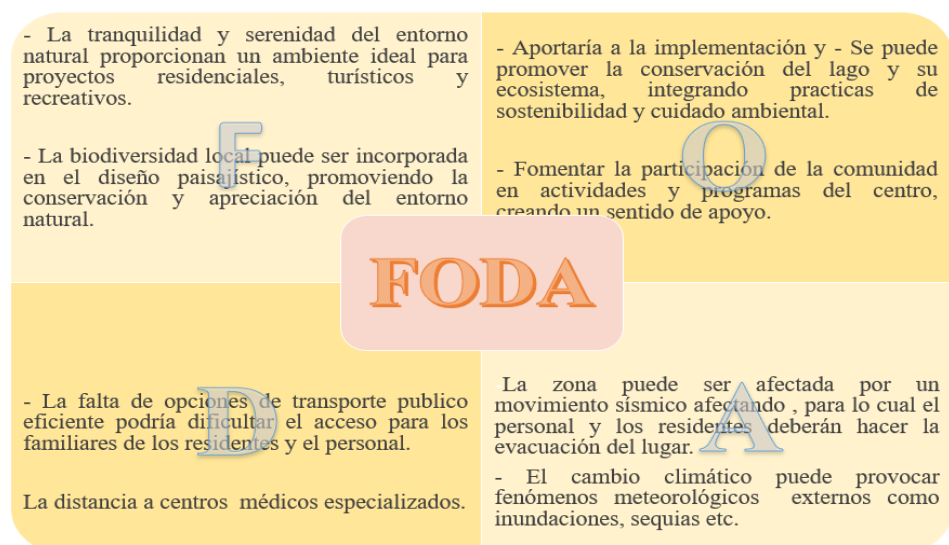 - La tranquilidad y serenidad del entorno
natural proporcionan un ambiente ideal para
proyectos residenciales, turísticos y
recreativos.
- La biodiversidad local puede ser incorporada
en el diseño paisajístico, promoviendo la
conservación y apreciación del entorno
natural.
F
- Aportaría a la implementación y - Se puede
promover la conservación del lago y su
ecosistema, integrando practicas de
sostenibilidad y cuidado ambiental.
- Fomentar la participación de la comunidad
en actividades y programas del centro,
creando un sentido de apoyo.
O
FODA
- La falta de opciones de transporte publico
eficiente podría dificultar el acceso para los
familiares de los residentes y el personal.
La distancia a centros médicos especializados.
D
-La zona puede ser afectada por un
movimiento sísmico afectando , para lo cual el
personal y los residentes deberán hacer la
evacuación del lugar.
- El cambio climático puede provocar
fenómenos meteorológicos externos como
inundaciones, sequias etc.
A